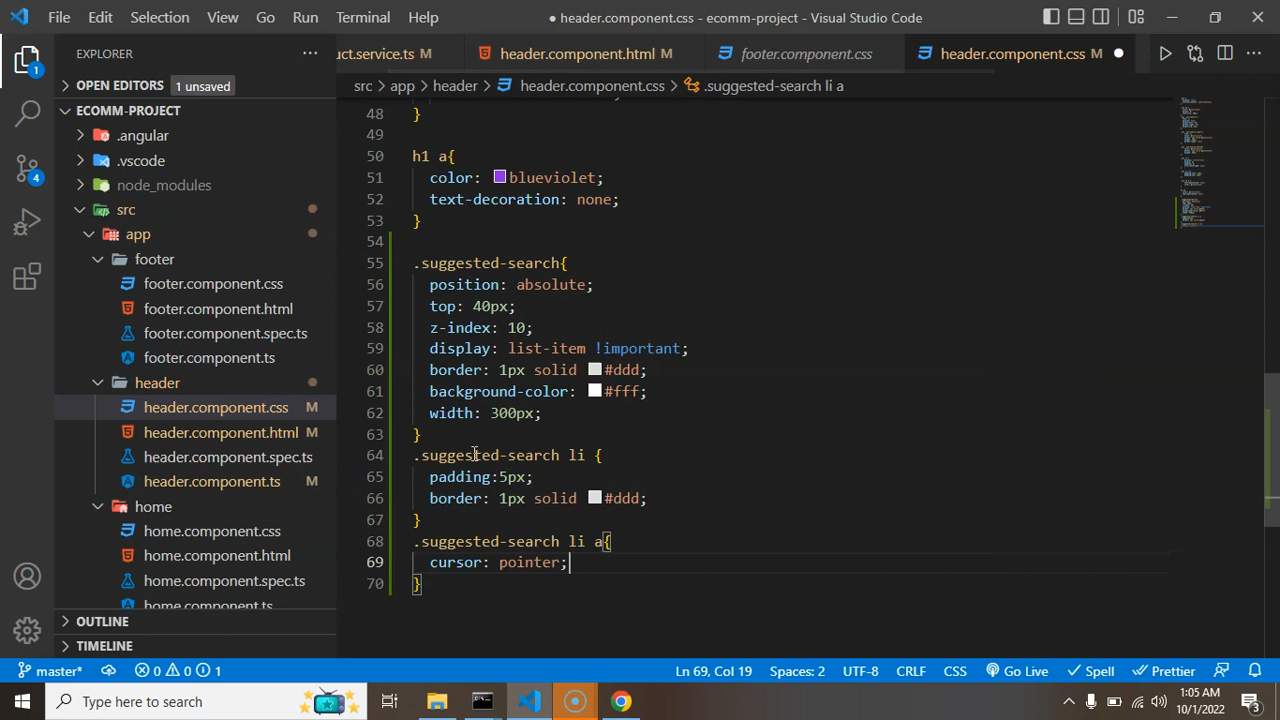 File Edit Selection View Go Run Terminal Help
● header.component.css - ecomm-project - Visual Studio Code
EXPLORER
uct.service.ts M
header.component.html M
footer.component.css
header.component.css M
OPEN EDITORS 1 unsaved
src > app > header > header.component.css > .suggested-search li a
ECOMM-PROJECT
.angular
.vscode
node_modules
src
app
footer
footer.component.css
footer.component.html
footer.component.spec.ts
footer.component.ts
header
header.component.css M
header.component.html M
header.component.spec.ts
header.component.ts M
home
home.component.css
home.component.html
home.component.spec.ts
home.component.ts
OUTLINE
TIMELINE
1
4
48 }
49
50 h1 a{
51 color: blueviolet;
52 text-decoration: none;
53 }
54
55 .suggested-search{
56 position: absolute;
57 top: 40px;
58 z-index: 10;
59 display: list-item !important;
60 border: 1px solid #ddd;
61 background-color: #fff;
62 width: 300px;
63 }
64 .suggested-search li {
65 padding:5px;
66 border: 1px solid #ddd;
67 }
68 .suggested-search li a{
69 cursor: pointer;
70 }
master* 0 0 1 Ln 69, Col 19 Spaces: 2 UTF-8 CRLF CSS Go Live Spell Prettier
Type here to search
1:05 AM
10/1/2022
3